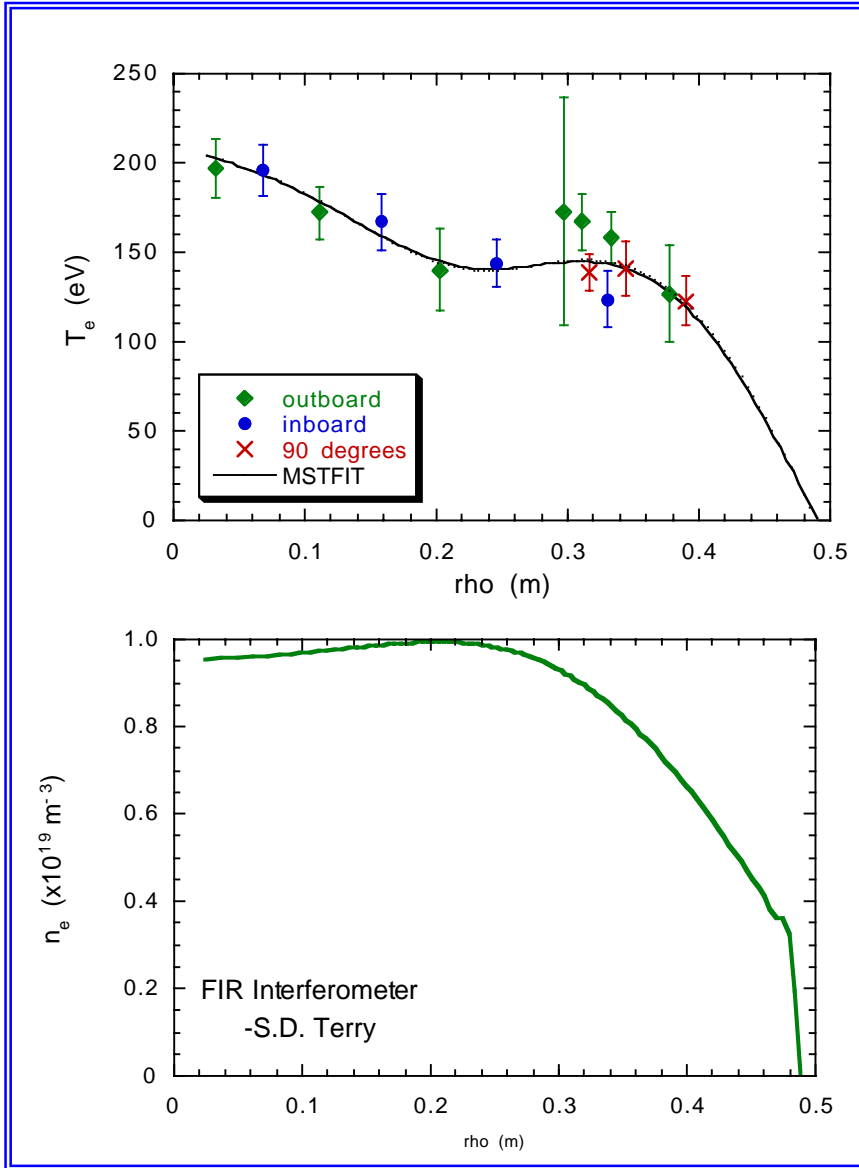 250
200
150
100
50
0
T_e (eV)
outboard
inboard
90 degrees
MSTFIT
0 0.1 0.2 0.3 0.4 0.5
rho (m)
1.0
0.8
0.6
0.4
0.2
0
n_e (x10^19 m^-3)
FIR Interferometer
-S.D. Terry
0 0.1 0.2 0.3 0.4 0.5
rho (m)